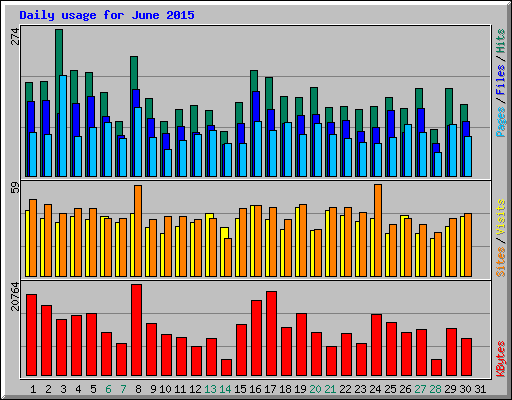 Daily usage for June 2015
274
Pages / Files / Hits
59
Sites / Visits
20764
KBytes
1 2 3 4 5 6 7 8 9 10 11 12 13 14 15 16 17 18 19 20 21 22 23 24 25 26 27 28 29 30 31